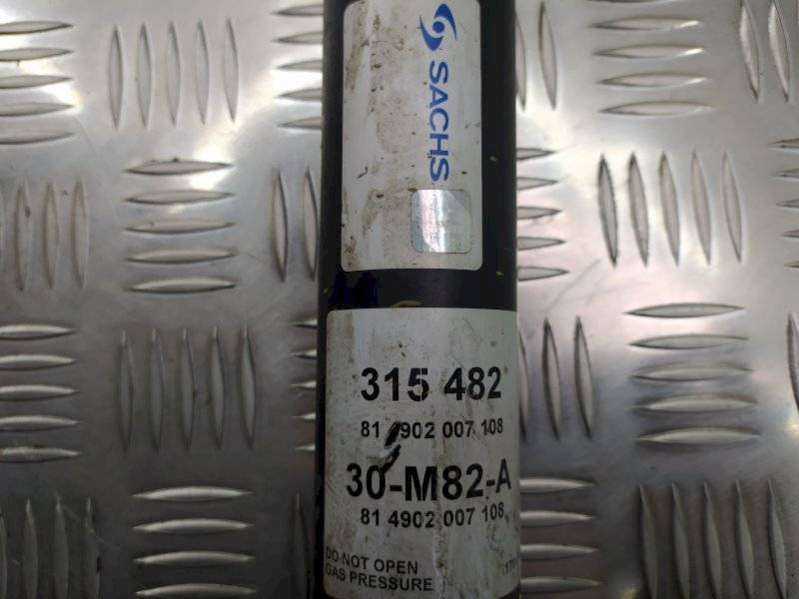 SACHS
315 482
81 4902 007 108
30-M82-A
81 4902 007 108
DO NOT OPEN
GAS PRESSURE